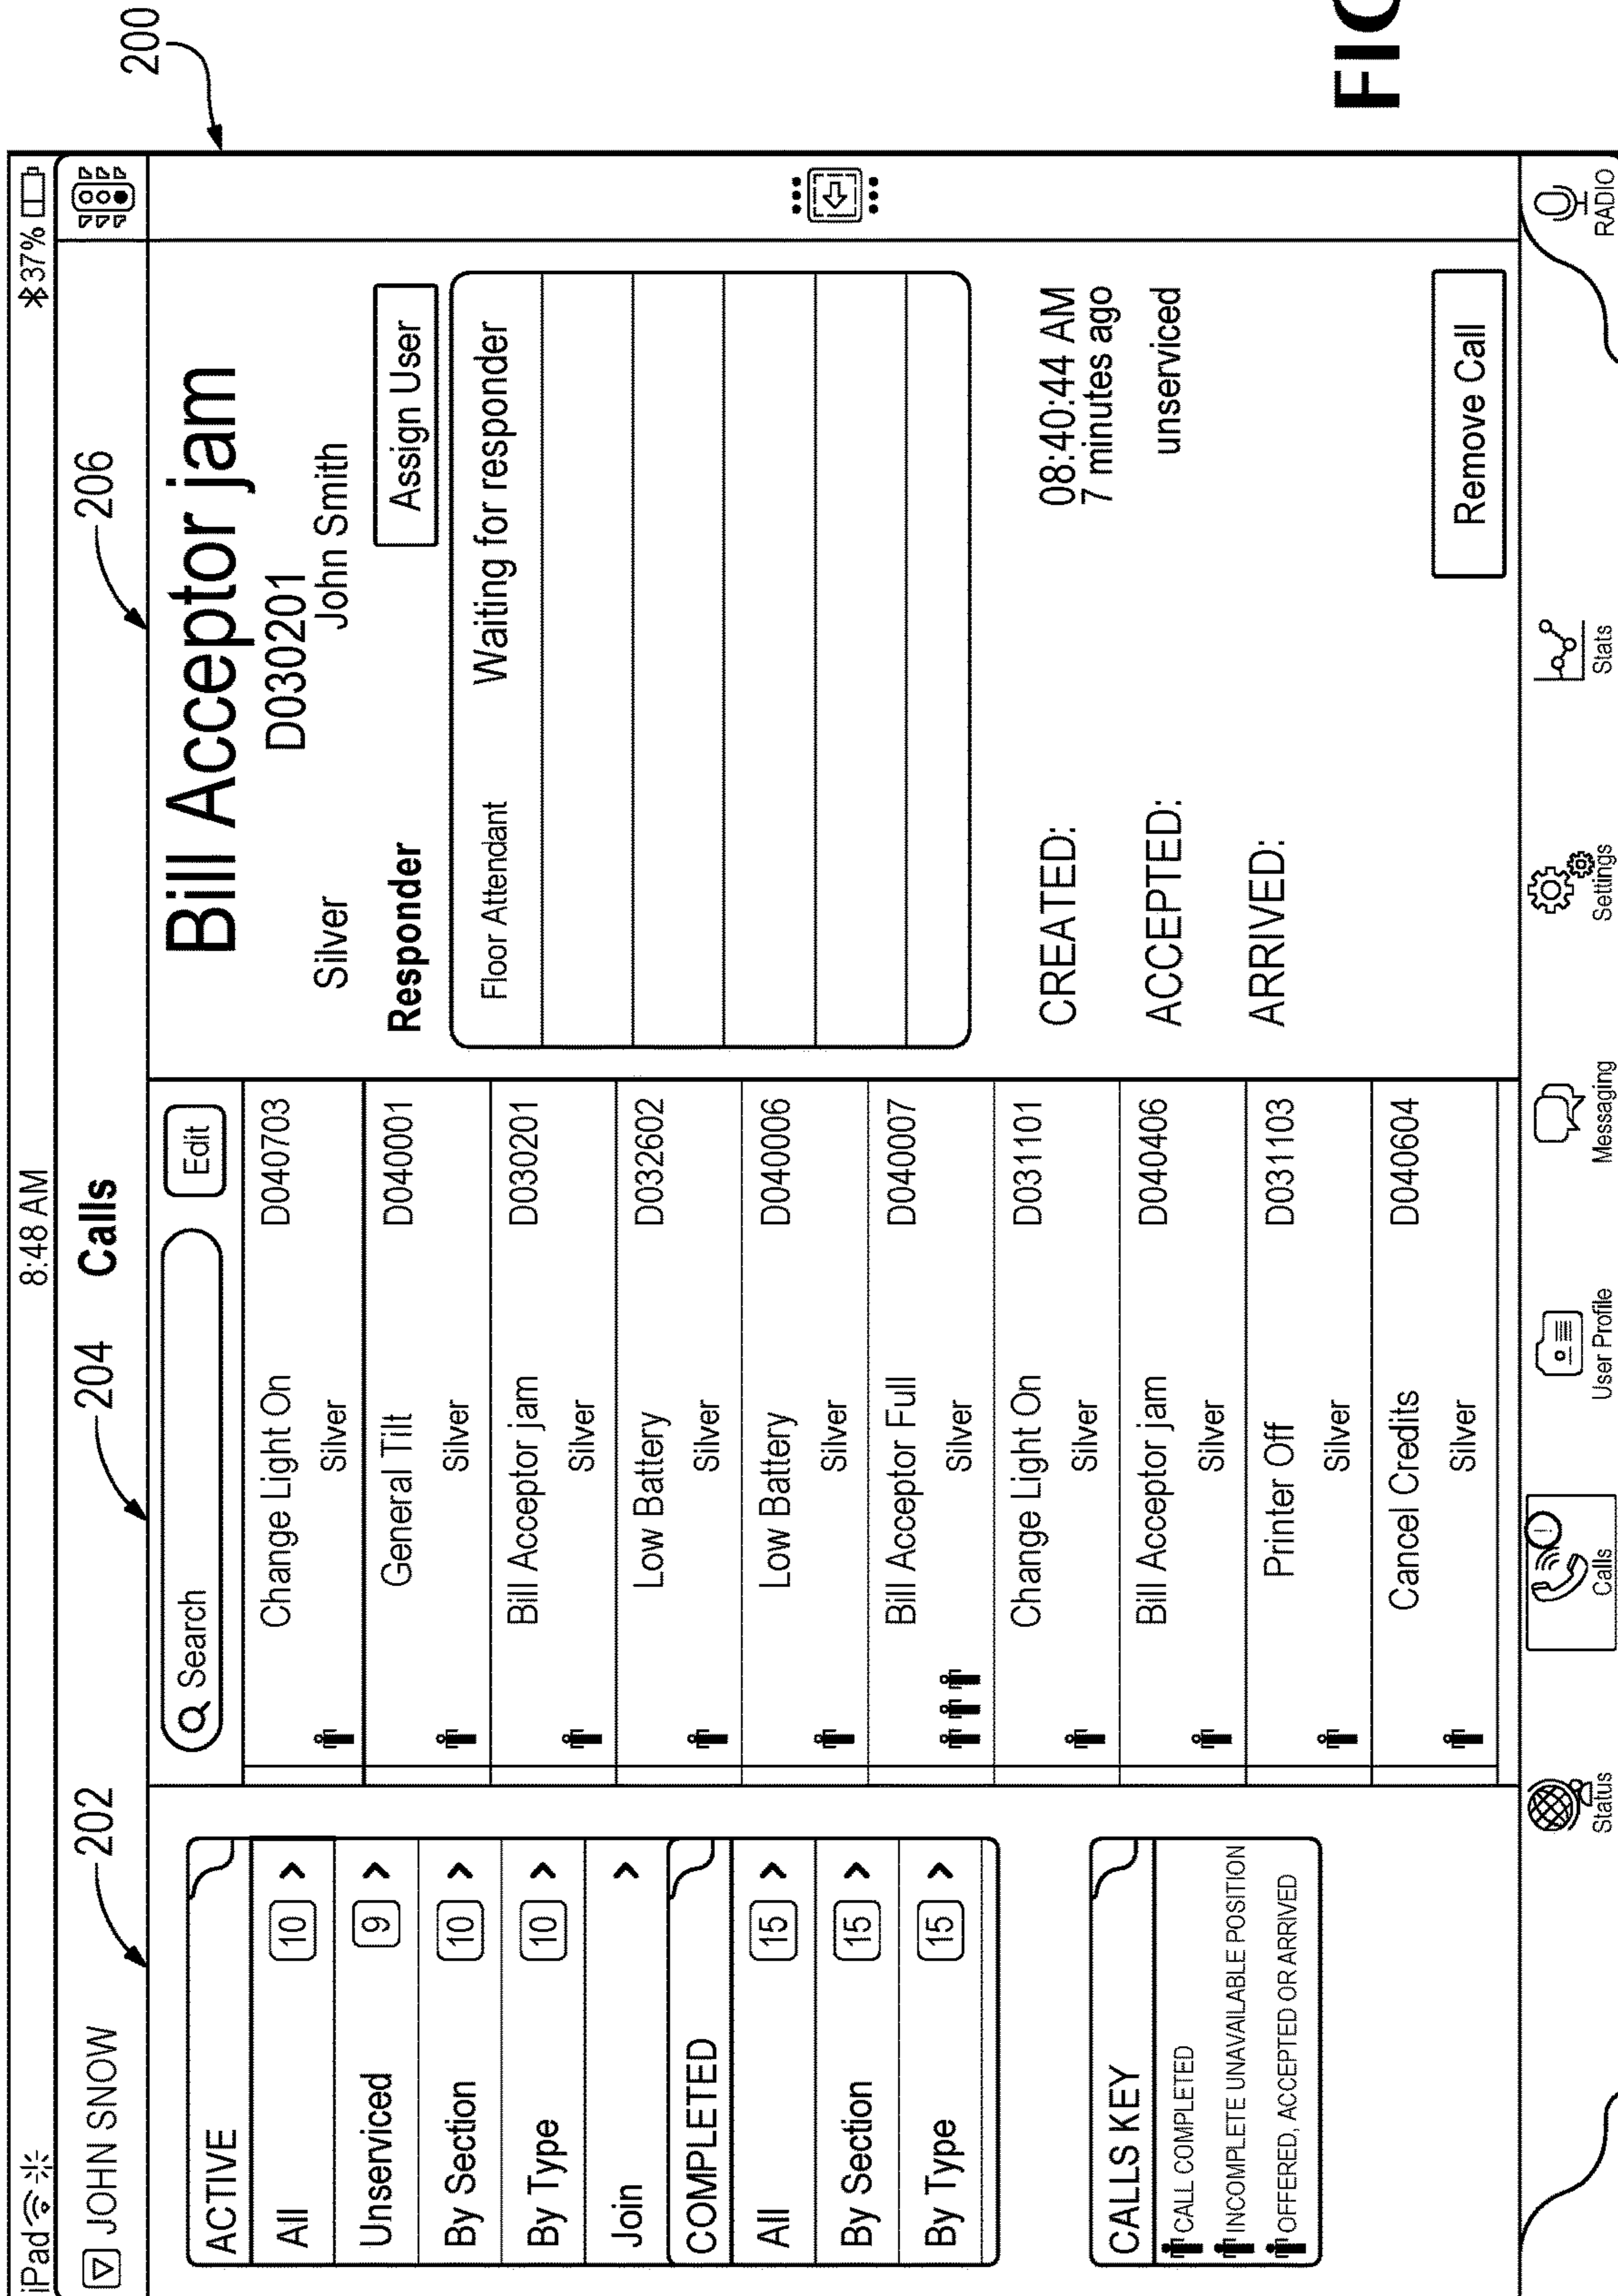 iPad 8:48 AM 37%
JOHN SNOW Calls
202
204
206
200
ACTIVE
All 10 >
Unserviced 9 >
By Section 10 >
By Type 10 >
Join >
COMPLETED
All 15 >
By Section 15 >
By Type 15 >
CALLS KEY
CALL COMPLETED
INCOMPLETE UNAVAILABLE POSITION
OFFERED, ACCEPTED OR ARRIVED
Search Edit
Change Light On D040703
Silver
General Tilt D040001
Silver
Bill Acceptor jam D030201
Silver
Low Battery D032602
Silver
Low Battery D040006
Silver
Bill Acceptor Full D040007
Silver
Change Light On D031101
Silver
Bill Acceptor jam D040406
Silver
Printer Off D031103
Silver
Cancel Credits D040604
Silver
Bill Acceptor jam
D030201
Silver John Smith
Responder Assign User
Floor Attendant Waiting for responder
CREATED: 08:40:44 AM
7 minutes ago
ACCEPTED: unserviced
ARRIVED:
Remove Call
Status
Calls
User Profile
Messaging
Settings
Stats
RADIO